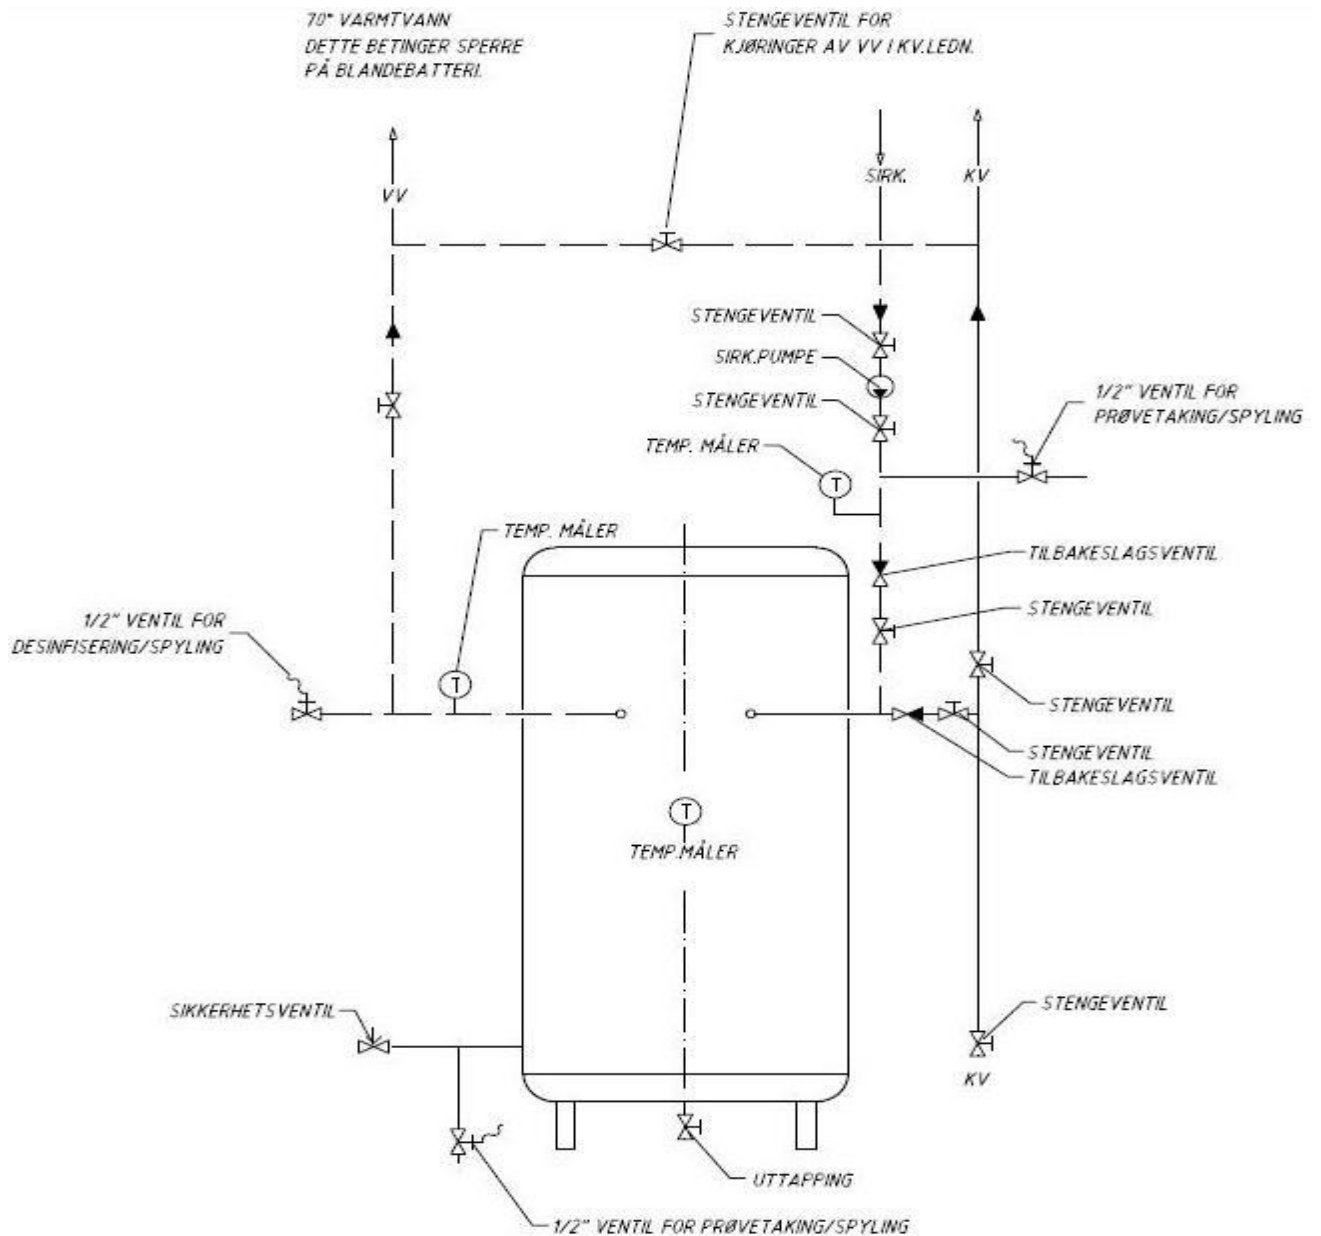 70° VARMTVANN
DETTE BETINGER SPERRE
PÅ BLANDEBATTERI.
STENGEVENTIL FOR
KJØRINGER AV VV I KV.LEDN.
VV
SIRK.
KV
STENGEVENTIL
SIRK.PUMPE
STENGEVENTIL
1/2" VENTIL FOR
PRØVETAKING/SPYLING
TEMP. MÅLER
T
TEMP. MÅLER
TILBAKESLAGSVENTIL
STENGEVENTIL
1/2" VENTIL FOR
DESINFISERING/SPYLING
T
STENGEVENTIL
STENGEVENTIL
TILBAKESLAGSVENTIL
T
TEMP.MÅLER
SIKKERHETSVENTIL
STENGEVENTIL
KV
UTTAPPING
1/2" VENTIL FOR PRØVETAKING/SPYLING